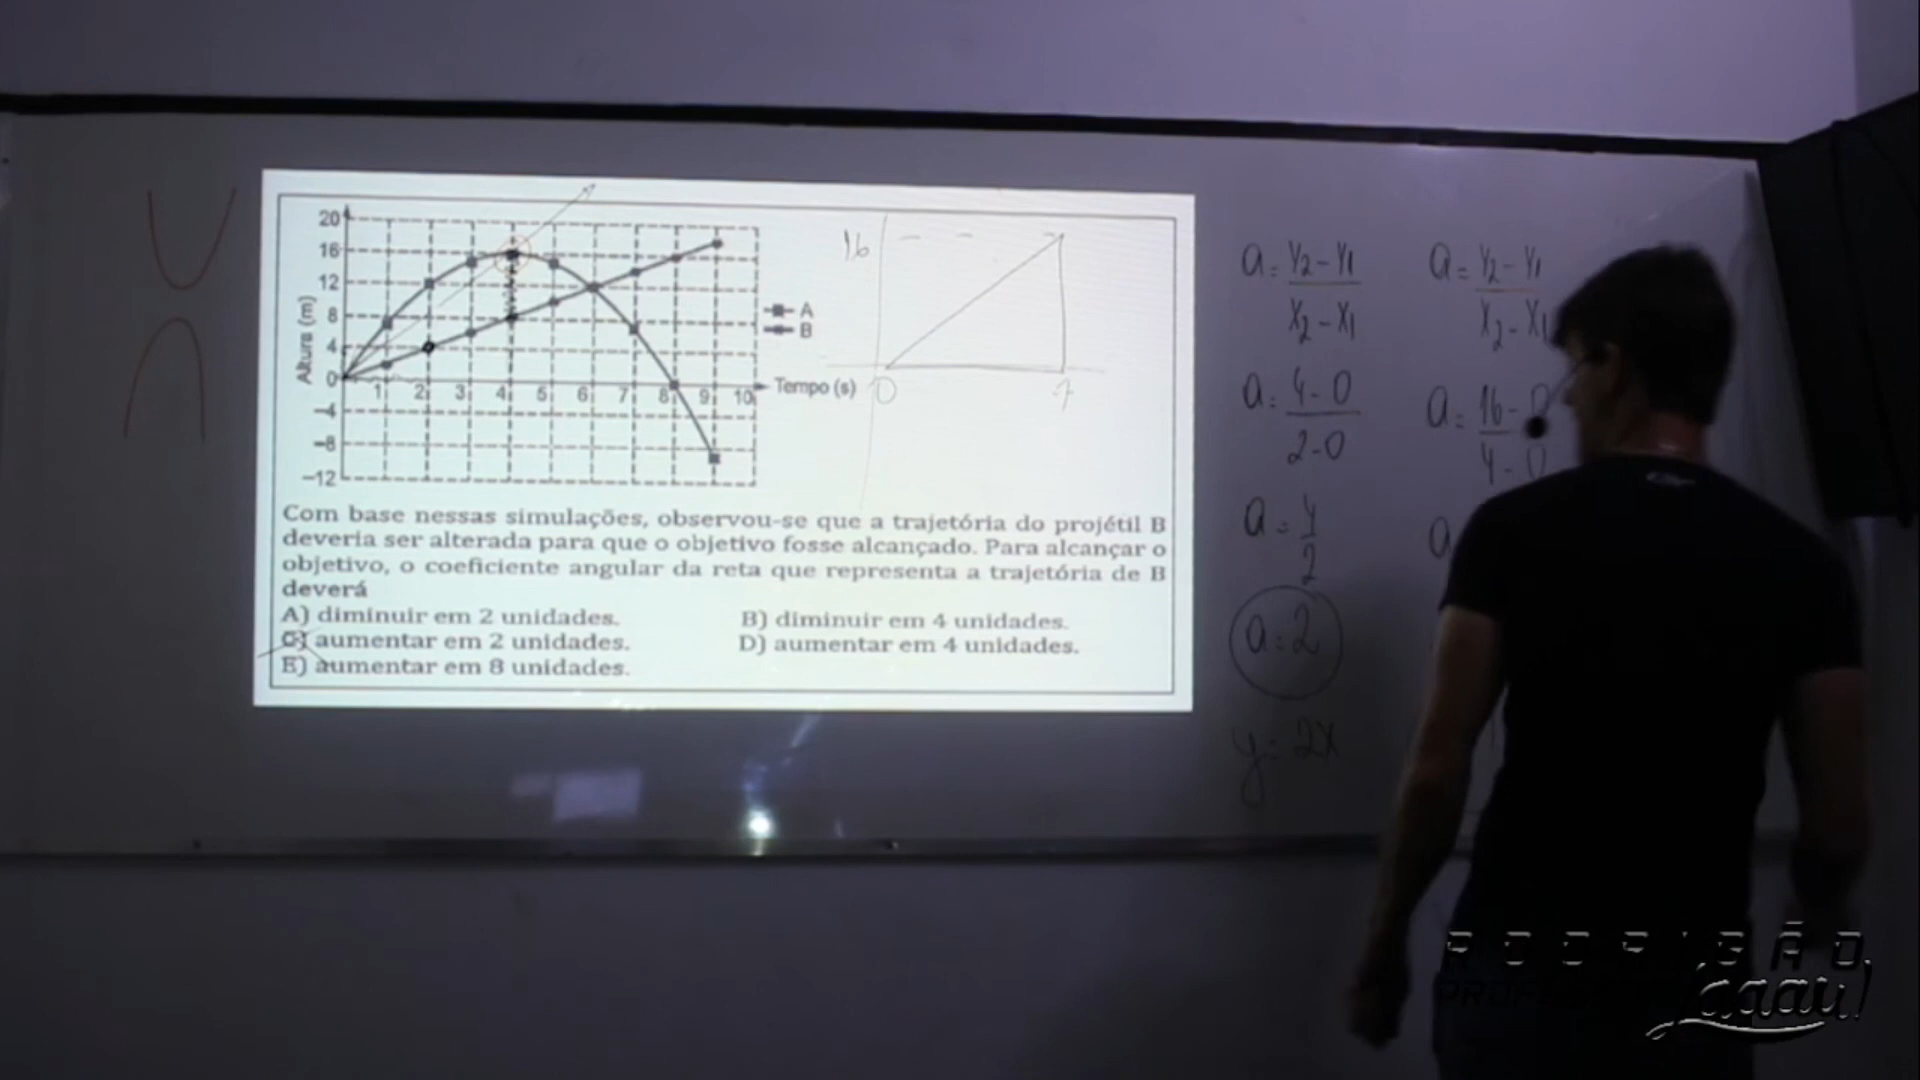 20
16
12
8
4
0
-4
-8
-12
Altura (m)
1 2 3 4 5 6 7 8 9 10
Tempo (s)
A
B
16
0
Com base nessas simulações, observou-se que a trajetória do projétil B
deveria ser alterada para que o objetivo fosse alcançado. Para alcançar o
objetivo, o coeficiente angular da reta que representa a trajetória de B
deverá
A) diminuir em 2 unidades. B) diminuir em 4 unidades.
C) aumentar em 2 unidades. D) aumentar em 4 unidades.
E) aumentar em 8 unidades.
a = y2 - y1
x2 - x1
a = 4 - 0
2 - 0
a = 4
2
a = 2
y = 2x
a = y2 - y1
x2 - x1
a = 16 - 0
4 - 0
a